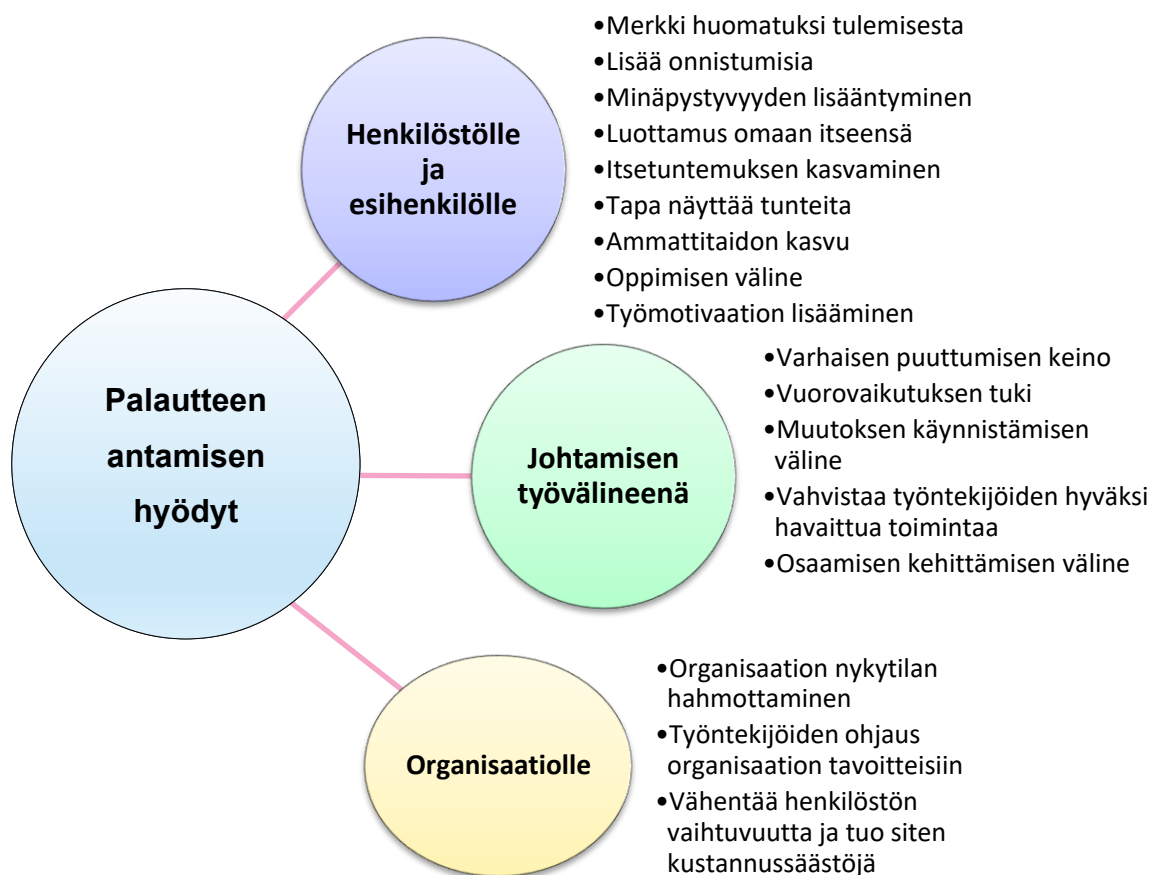 Palautteen
antamisen
hyödyt
Henkilöstölle
ja
esihenkilölle
•Merkki huomatuksi tulemisesta
•Lisää onnistumisia
•Minäpystyvyyden lisääntyminen
•Luottamus omaan itseensä
•Itsetuntemuksen kasvaminen
•Tapa näyttää tunteita
•Ammattitaidon kasvu
•Oppimisen väline
•Työmotivaation lisääminen
Johtamisen
työvälineenä
•Varhaisen puuttumisen keino
•Vuorovaikutuksen tuki
•Muutoksen käynnistämisen
väline
•Vahvistaa työntekijöiden hyväksi
havaittua toimintaa
•Osaamisen kehittämisen väline
Organisaatiolle
•Organisaation nykytilan
hahmottaminen
•Työntekijöiden ohjaus
organisaation tavoitteisiin
•Vähentää henkilöstön
vaihtuvuutta ja tuo siten
kustannussäästöjä